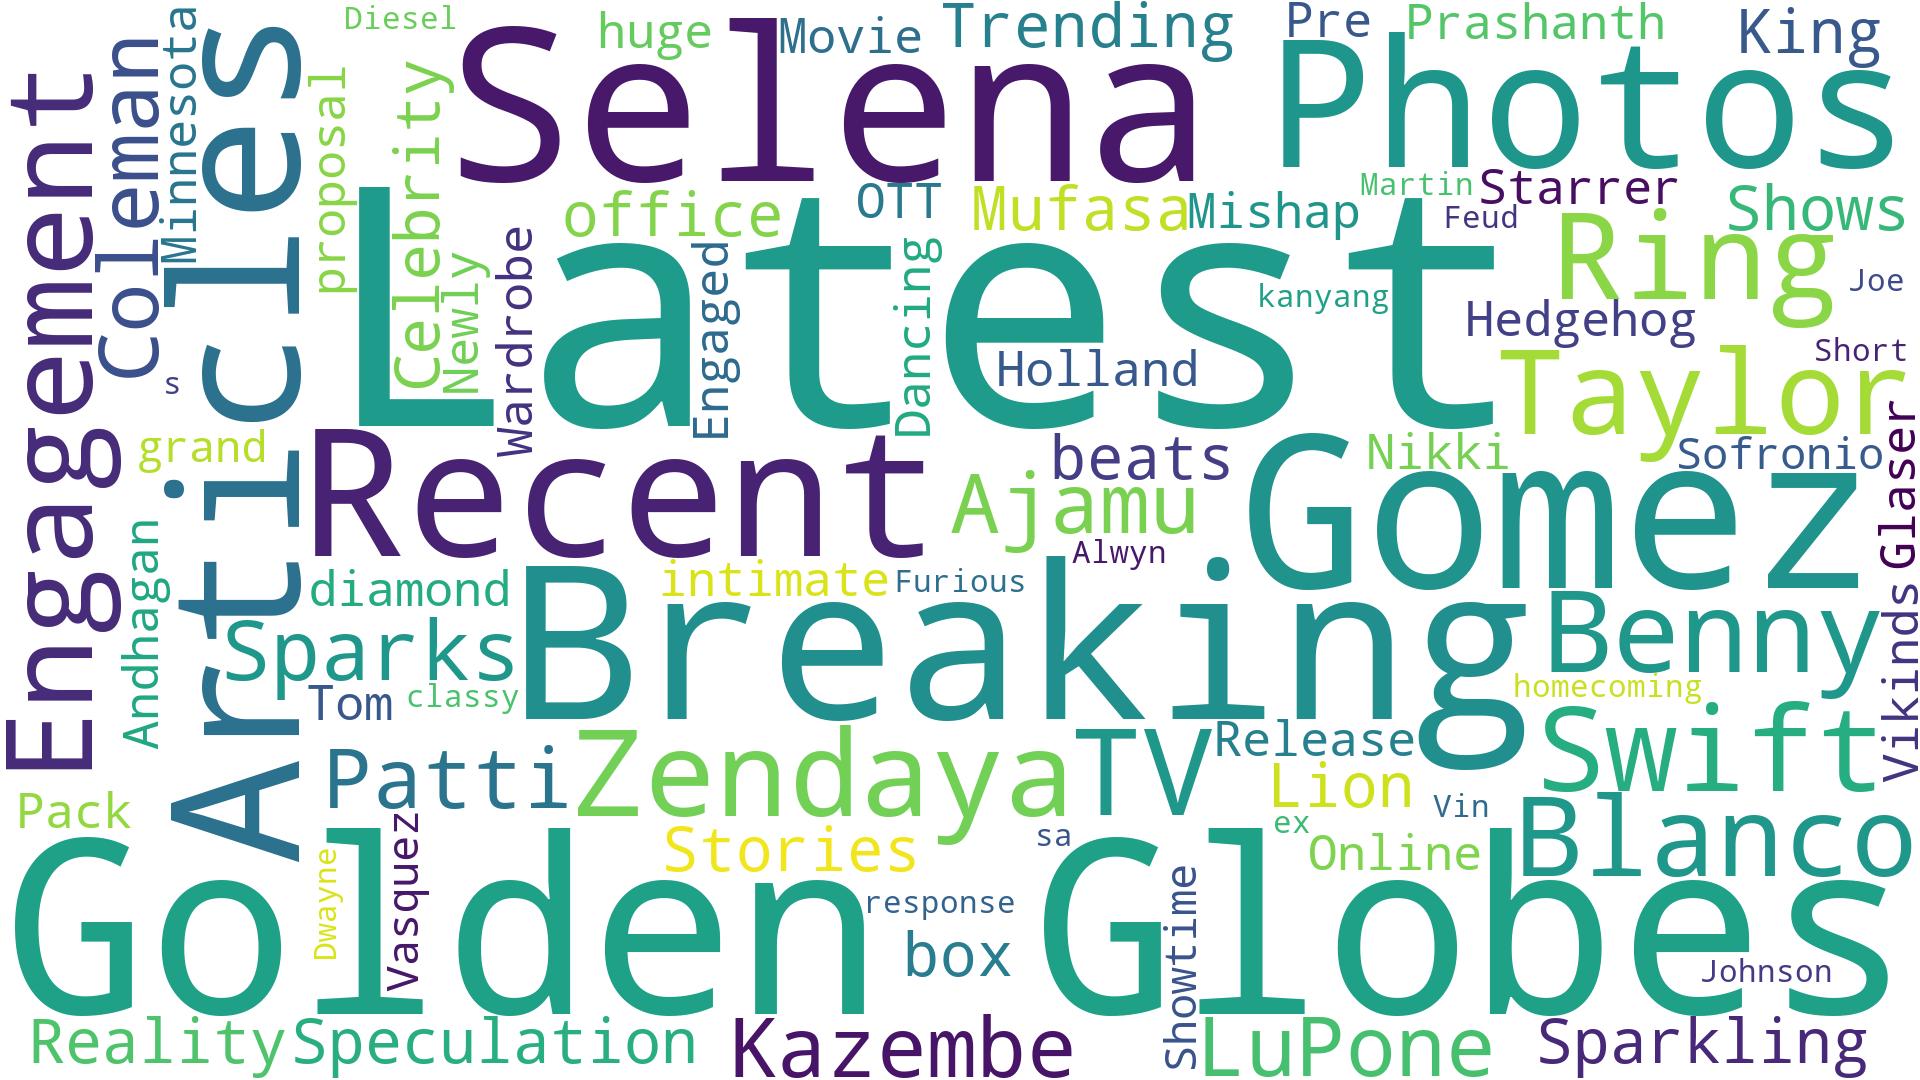 Diesel
huge
Movie
Trending
Pre
Prashanth
King
Selena
Photos
Engagement
Coleman
Minnesota
Articles
proposal
Celebrity
Newly
Wardrobe
office
Engaged
OTT
Dancing
Mufasa
Mishap
Martin
Starrer
Feud
Shows
Latest
Ring
Joe
kanyang
Hedgehog
Holland
Short
Taylor
s
grand
Recent
beats
Nikki
Sofronio
Glaser
Ajamu
Gomez
Alwyn
Andhagan
diamond
intimate
Furious
Breaking
Benny
Vikinds
Sparks
Tom
classy
homecoming
Swift
Patti
Zendaya
TV
Release
Lion
Vin
Pack
Vasquez
Stories
sa
ex
Online
Blanco
Golden
Globes
Dwayne
response
box
Showtime
Johnson
Reality
Speculation
Kazembe
LuPone
Sparkling